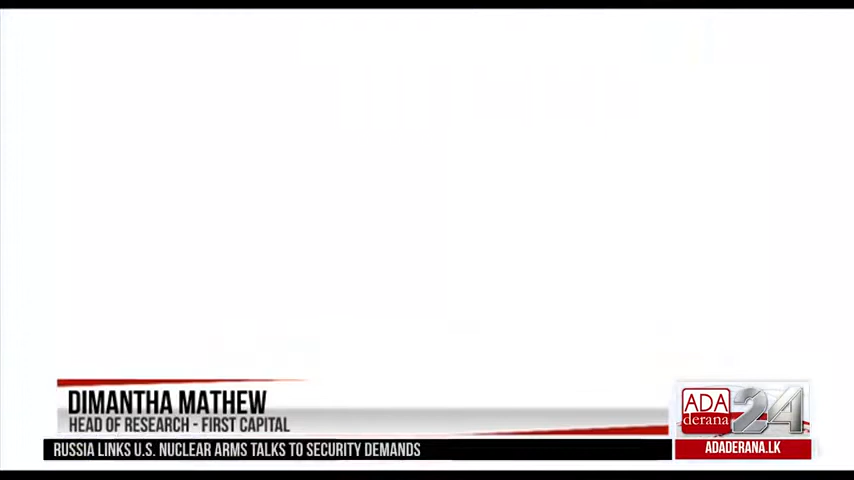 DIMANTHA MATHEW
HEAD OF RESEARCH - FIRST CAPITAL
RUSSIA LINKS U.S. NUCLEAR ARMS TALKS TO SECURITY DEMANDS
ADA
derana
24
ADADERANA.LK